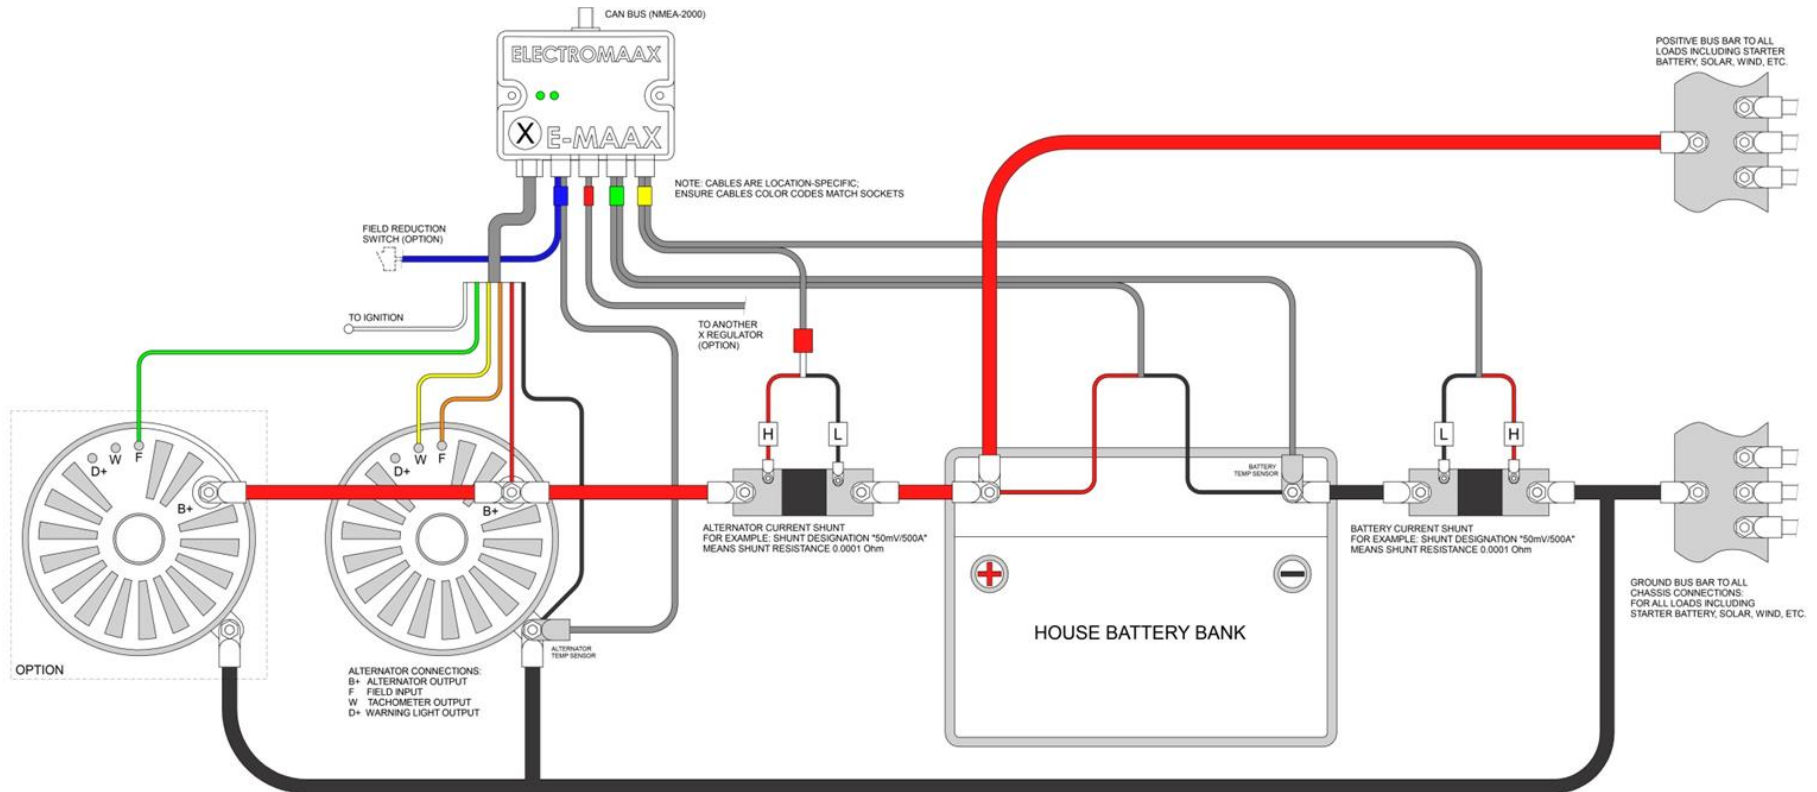 CAN BUS (NMEA-2000)
ELECTROMAAX
X E-MAAX
POSITIVE BUS BAR TO ALL
LOADS INCLUDING STARTER
BATTERY, SOLAR, WIND, ETC.
NOTE: CABLES ARE LOCATION-SPECIFIC;
ENSURE CABLES COLOR CODES MATCH SOCKETS
FIELD REDUCTION
SWITCH (OPTION)
TO IGNITION
TO ANOTHER
X REGULATOR
(OPTION)
D+ W F
B+
OPTION
D+ W F
B+
ALTERNATOR
TEMP SENSOR
ALTERNATOR CONNECTIONS:
B+ ALTERNATOR OUTPUT
F FIELD INPUT
W TACHOMETER OUTPUT
D+ WARNING LIGHT OUTPUT
H L
ALTERNATOR CURRENT SHUNT
FOR EXAMPLE: SHUNT DESIGNATION "50mV/500A"
MEANS SHUNT RESISTANCE 0.0001 Ohm
BATTERY
TEMP SENSOR
+ −
HOUSE BATTERY BANK
L H
BATTERY CURRENT SHUNT
FOR EXAMPLE: SHUNT DESIGNATION "50mV/500A"
MEANS SHUNT RESISTANCE 0.0001 Ohm
GROUND BUS BAR TO ALL
CHASSIS CONNECTIONS:
FOR ALL LOADS INCLUDING
STARTER BATTERY, SOLAR, WIND, ETC.